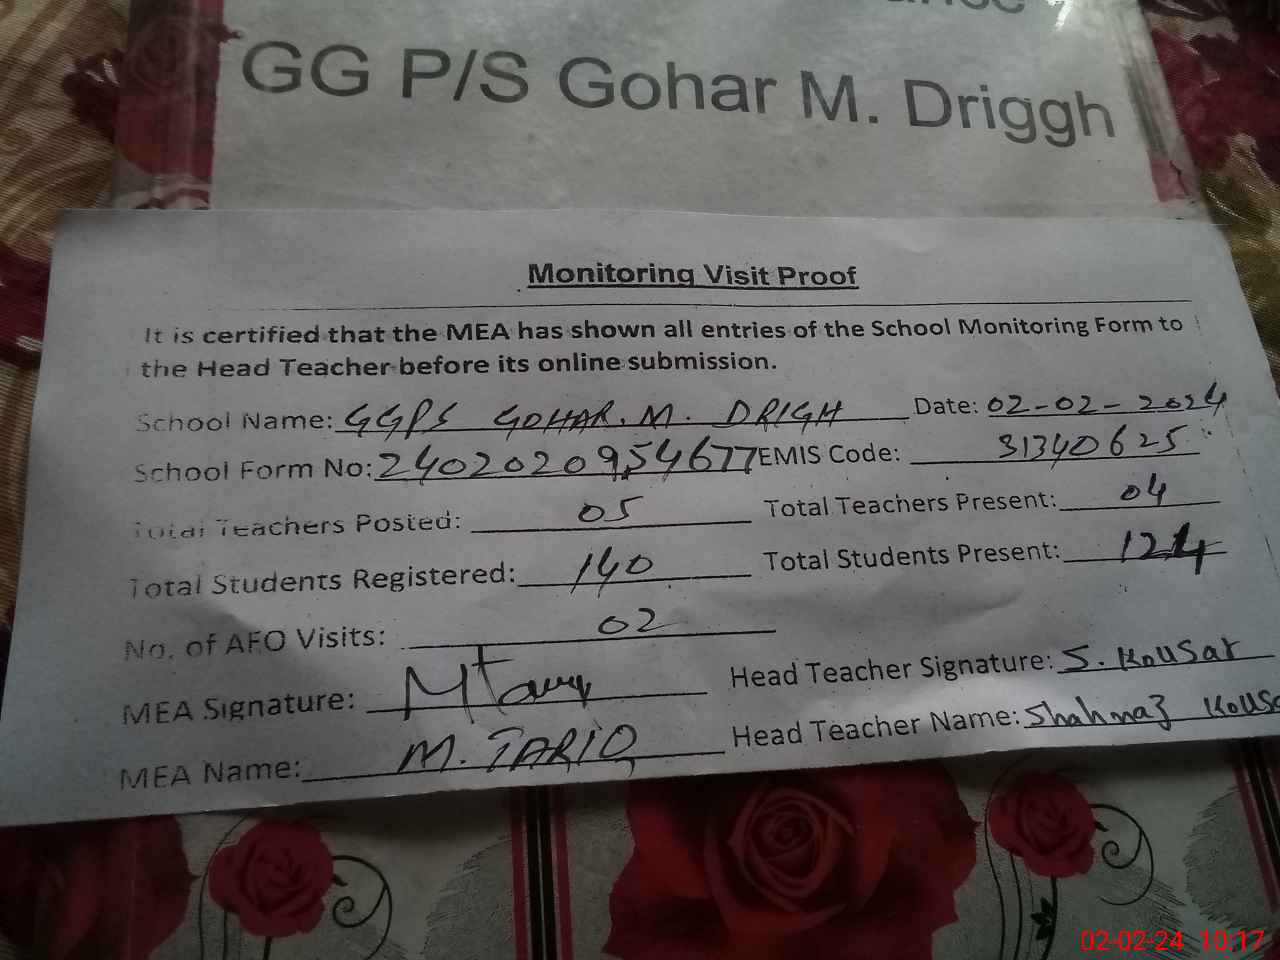 GG P/S Gohar M. Driggh
Monitoring Visit Proof
It is certified that the MEA has shown all entries of the School Monitoring Form to
the Head Teacher before its online submission.
School Name: GGPS GOHAR. M. DRIGH Date: 02-02-2024
School Form No: 2402020954677 EMIS Code: 31340625
Total Teachers Posted: 05 Total Teachers Present: 04
Total Students Registered: 140 Total Students Present: 124
No. of AEO Visits: 02
MEA Signature: MTariq Head Teacher Signature: S. Kousar
MEA Name: M. TARIQ Head Teacher Name: Shahnaz Kousa
02-02-24 10:17